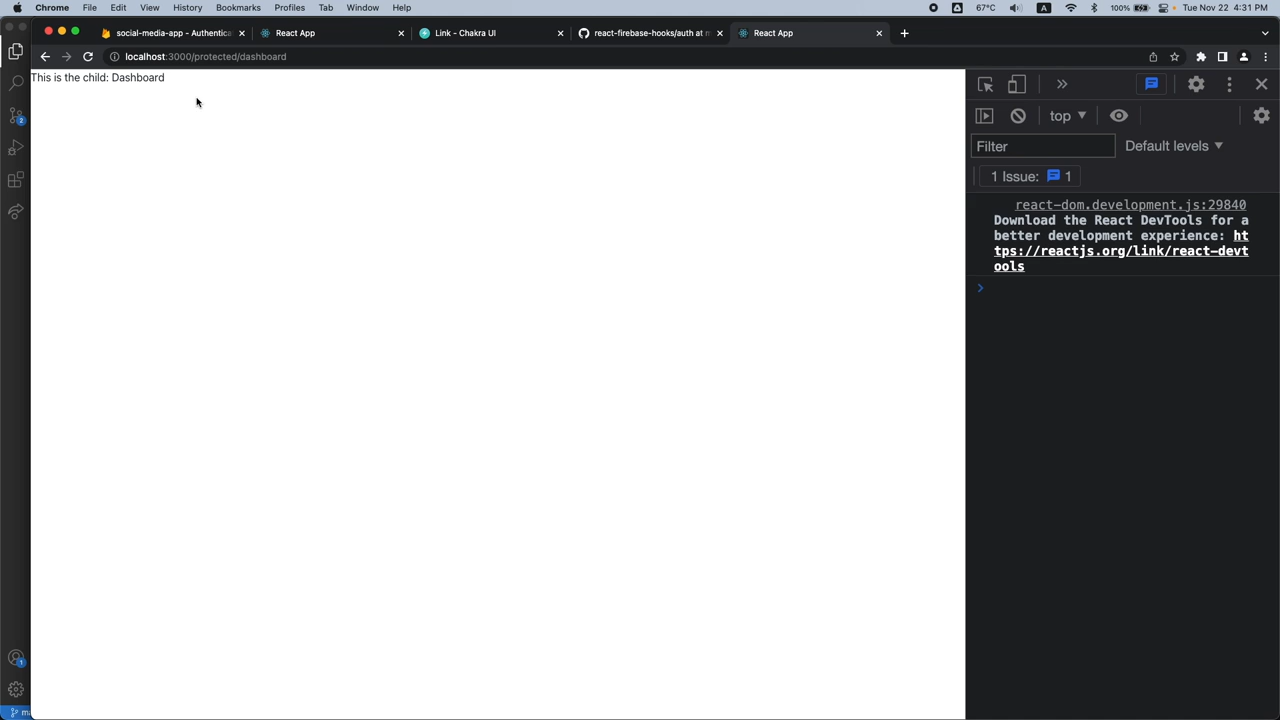 Chrome File Edit View History Bookmarks Profiles Tab Window Help 67°C A 100% Tue Nov 22 4:31 PM
social-media-app - Authentica React App Link - Chakra UI react-firebase-hooks/auth at m React App
localhost:3000/protected/dashboard
This is the child: Dashboard
top
Filter Default levels
1 Issue: 1
react-dom.development.js:29840
Download the React DevTools for a
better development experience: ht
tps://reactjs.org/link/react-devt
ools
2
1